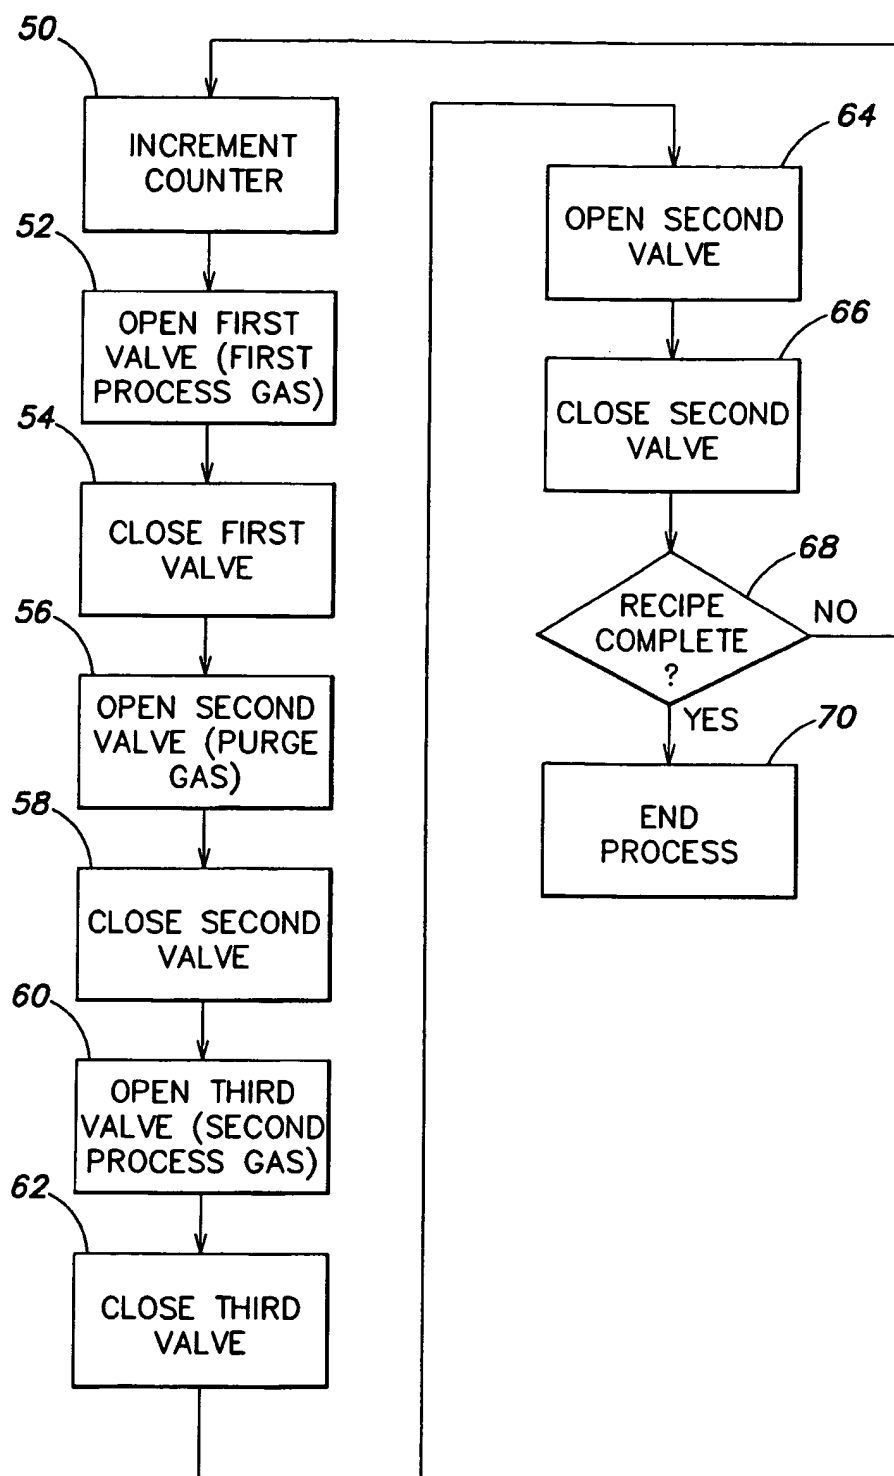 50
INCREMENT
COUNTER
52
OPEN FIRST
VALVE (FIRST
PROCESS GAS)
54
CLOSE FIRST
VALVE
56
OPEN SECOND
VALVE (PURGE
GAS)
58
CLOSE SECOND
VALVE
60
OPEN THIRD
VALVE (SECOND
PROCESS GAS)
62
CLOSE THIRD
VALVE
64
OPEN SECOND
VALVE
66
CLOSE SECOND
VALVE
68
RECIPE
COMPLETE
?
NO
YES
70
END
PROCESS